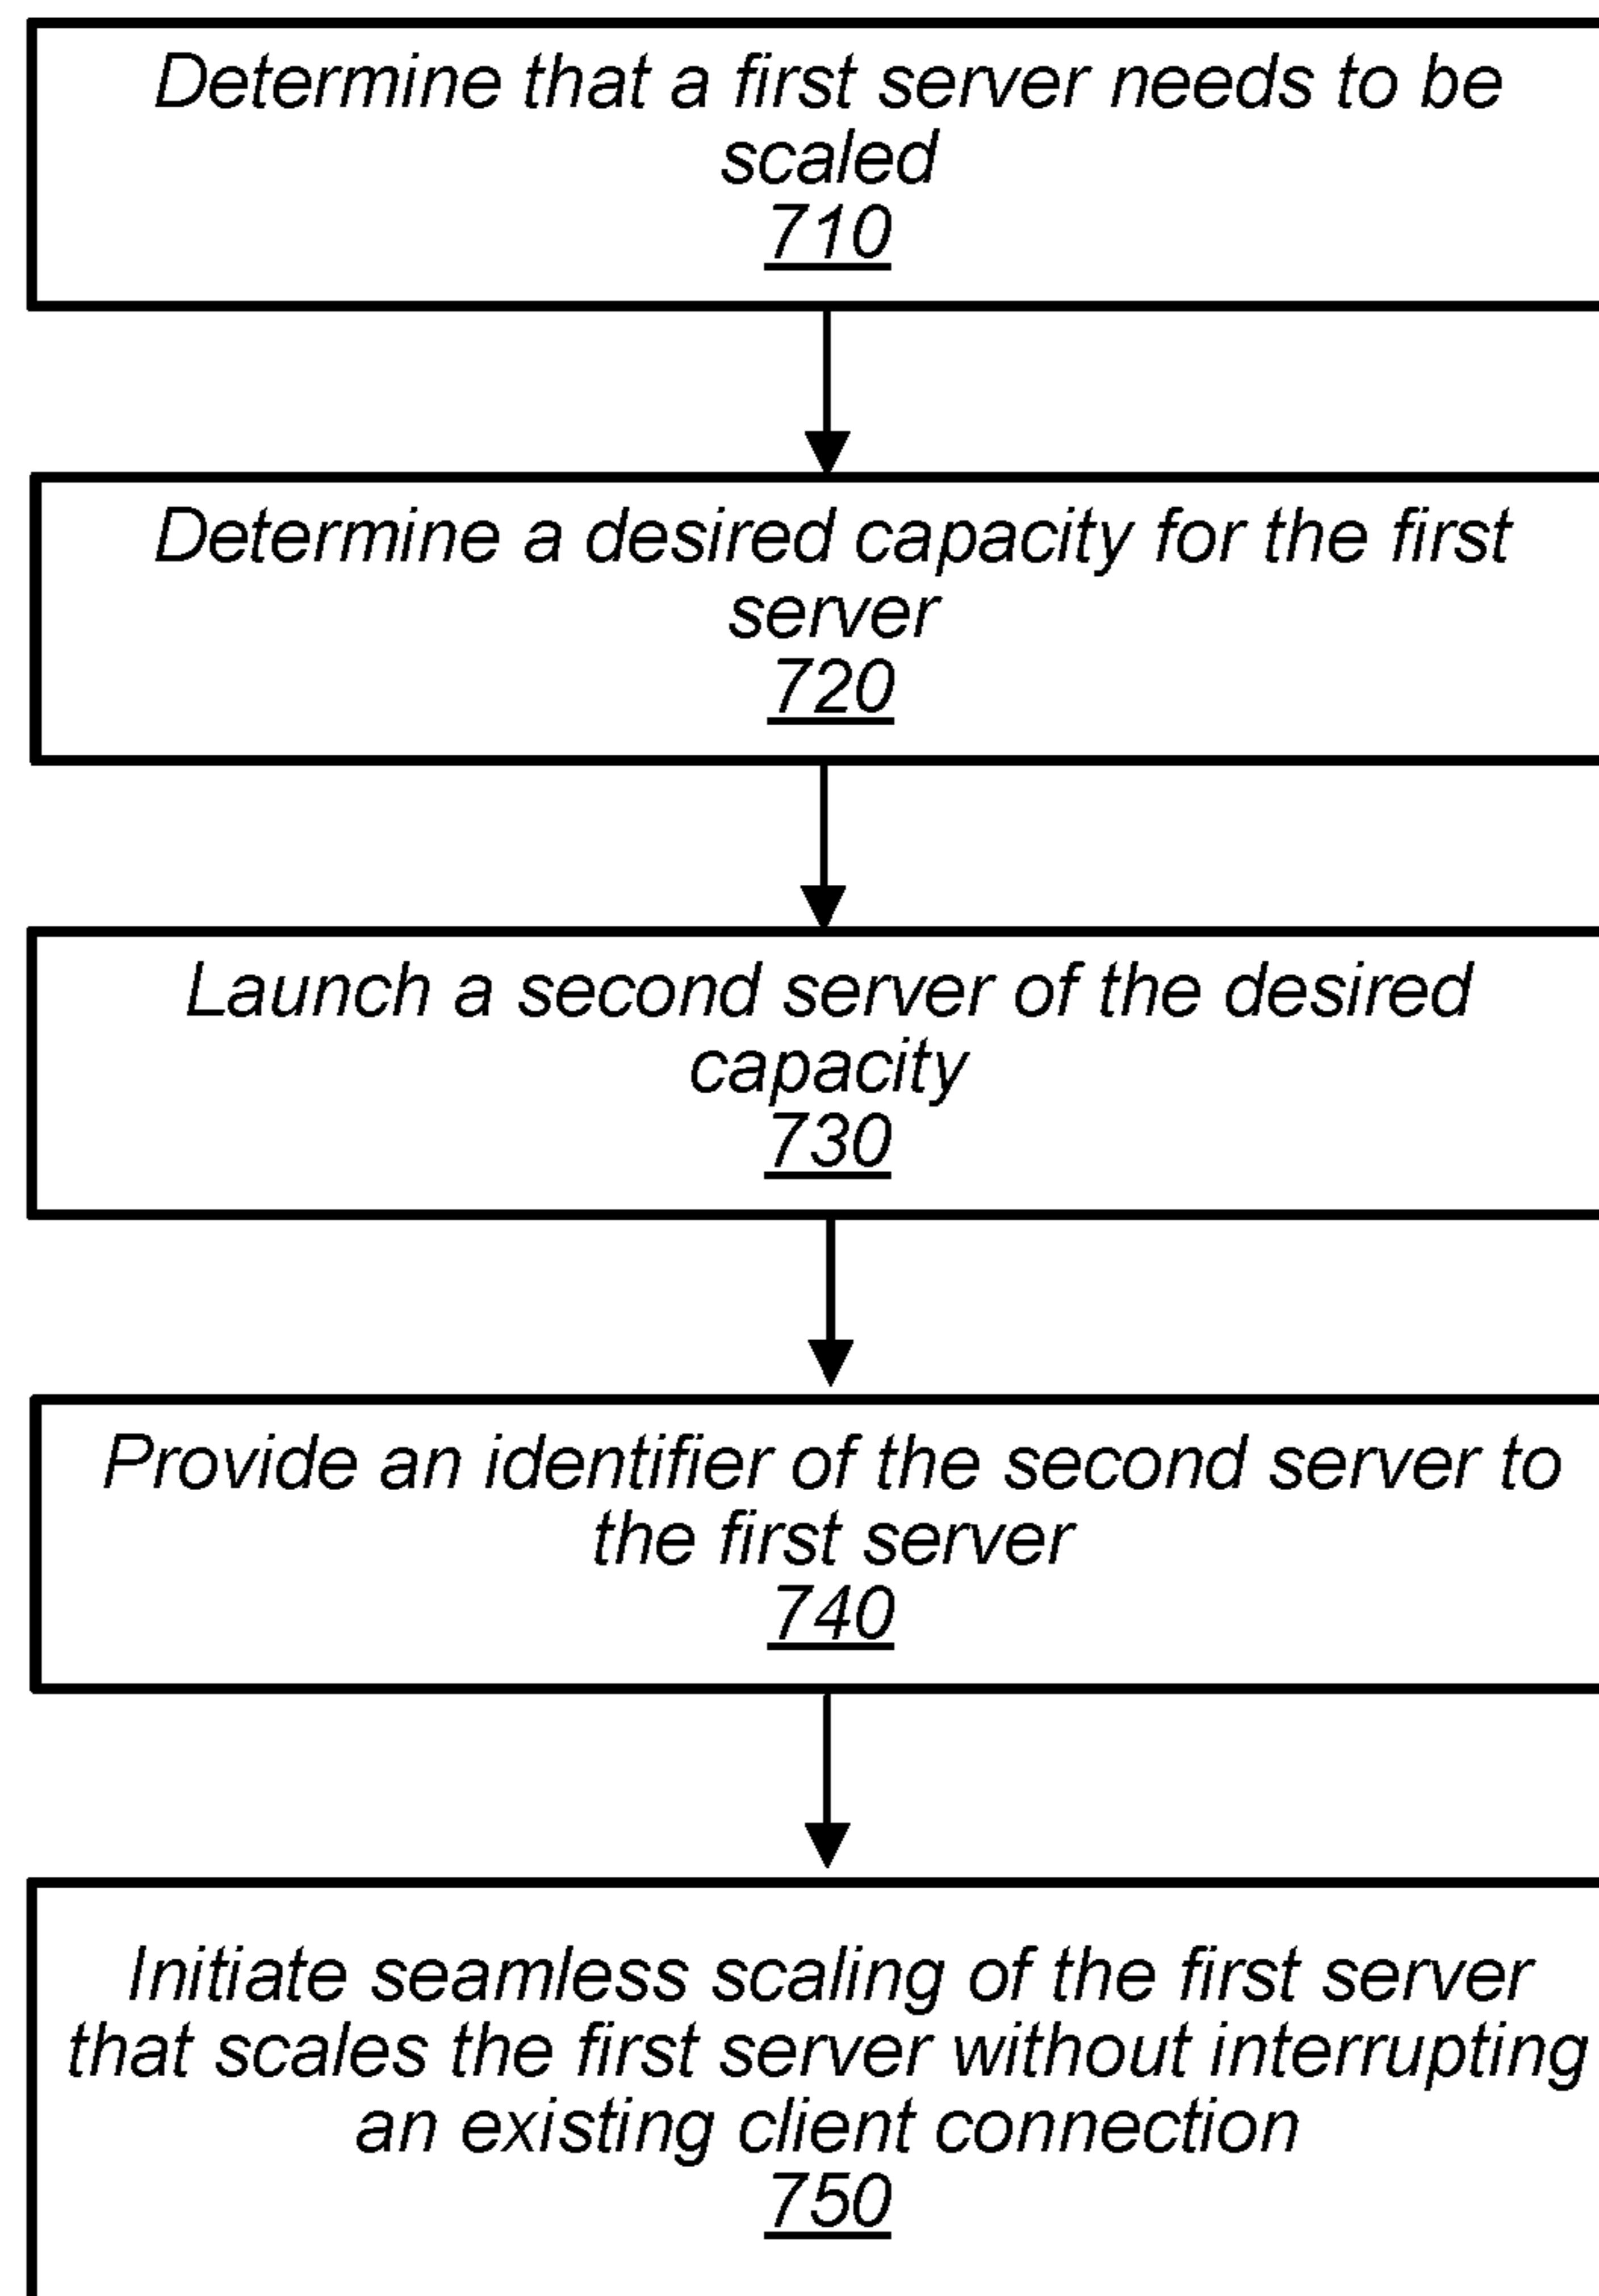 Determine that a first server needs to be
scaled
710
Determine a desired capacity for the first
server
720
Launch a second server of the desired
capacity
730
Provide an identifier of the second server to
the first server
740
Initiate seamless scaling of the first server
that scales the first server without interrupting
an existing client connection
750